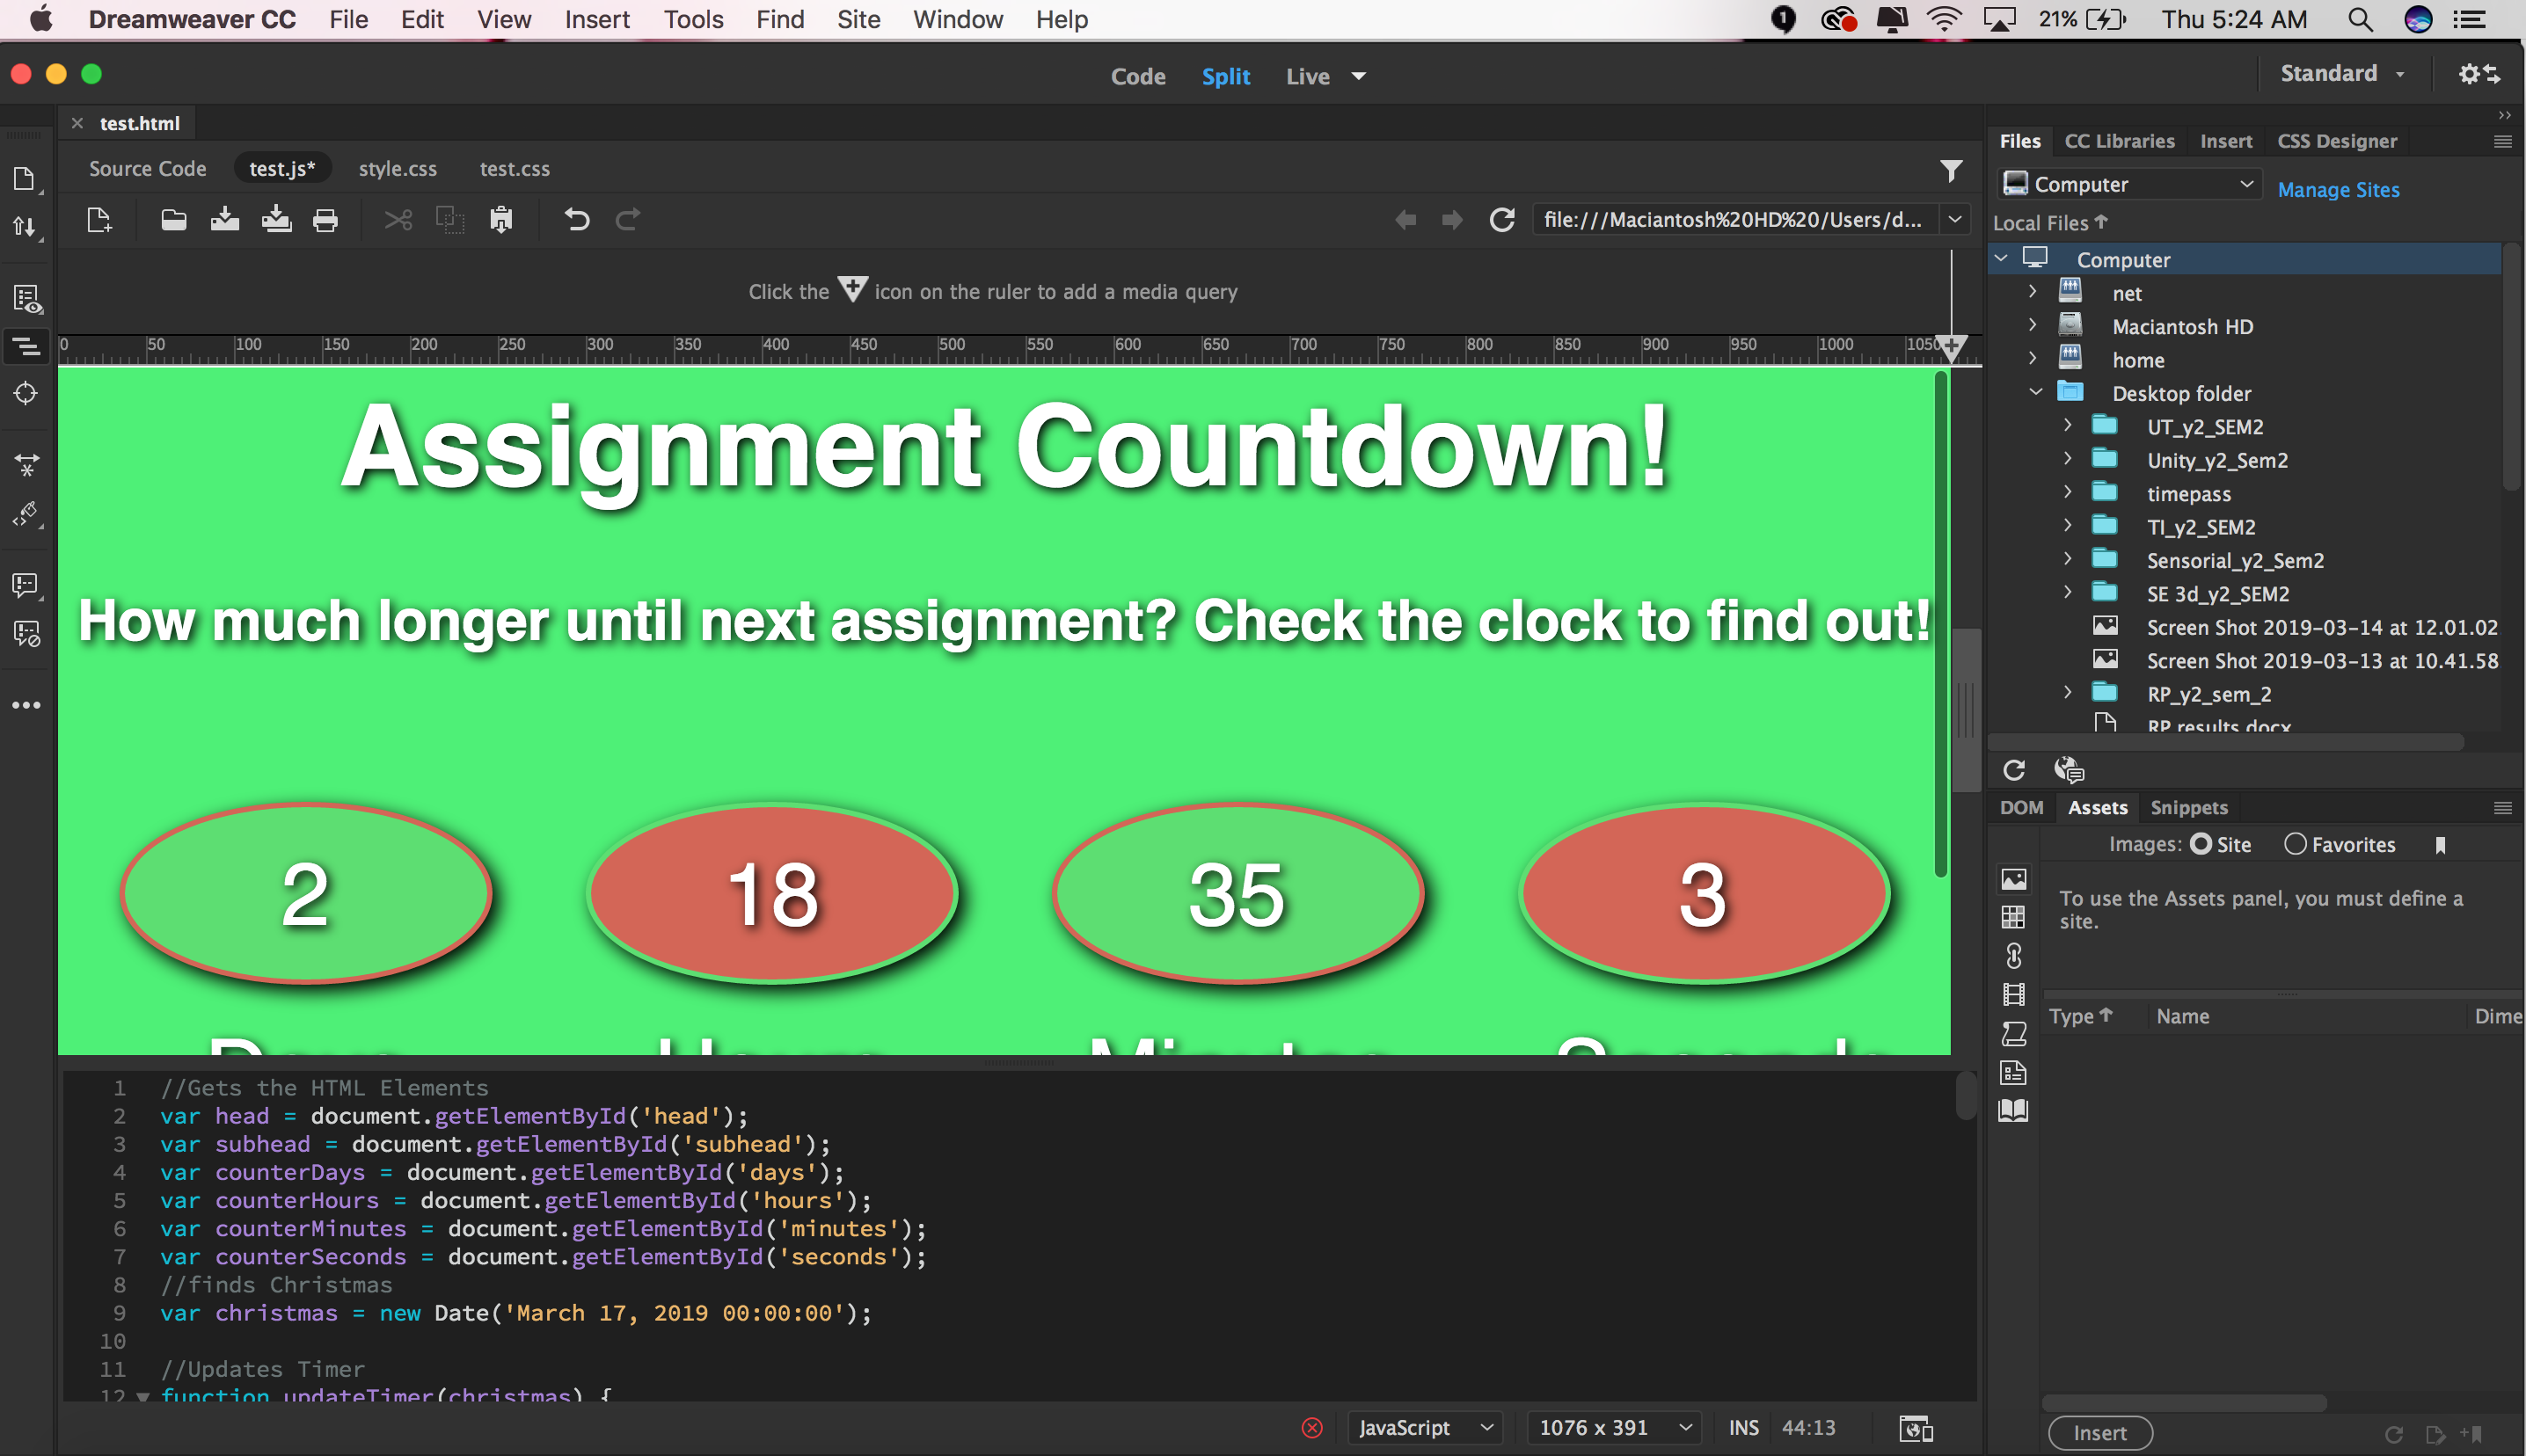 Dreamweaver CC File Edit View Insert Tools Find Site Window Help
1 21% Thu 5:24 AM
Code Split Live
Standard
test.html
Source Code test.js* style.css test.css
file:///Maciantosh%20HD%20/Users/d...
Click the icon on the ruler to add a media query
0 50 100 150 200 250 300 350 400 450 500 550 600 650 700 750 800 850 900 950 1000 1050
Assignment Countdown!
How much longer until next assignment? Check the clock to find out!
2 18 35 3
Days Hours Minutes Seconds
1 //Gets the HTML Elements
2 var head = document.getElementById('head');
3 var subhead = document.getElementById('subhead');
4 var counterDays = document.getElementById('days');
5 var counterHours = document.getElementById('hours');
6 var counterMinutes = document.getElementById('minutes');
7 var counterSeconds = document.getElementById('seconds');
8 //finds Christmas
9 var christmas = new Date('March 17, 2019 00:00:00');
10
11 //Updates Timer
12 function updateTimer(christmas) {
JavaScript 1076 x 391 INS 44:13
Files CC Libraries Insert CSS Designer
Computer Manage Sites
Local Files
Computer
net
Maciantosh HD
home
Desktop folder
UT_y2_SEM2
Unity_y2_Sem2
timepass
TI_y2_SEM2
Sensorial_y2_Sem2
SE 3d_y2_SEM2
Screen Shot 2019-03-14 at 12.01.02
Screen Shot 2019-03-13 at 10.41.58
RP_y2_sem_2
RP results.docx
DOM Assets Snippets
Images: Site Favorites
To use the Assets panel, you must define a
site.
Type Name Dime
Insert